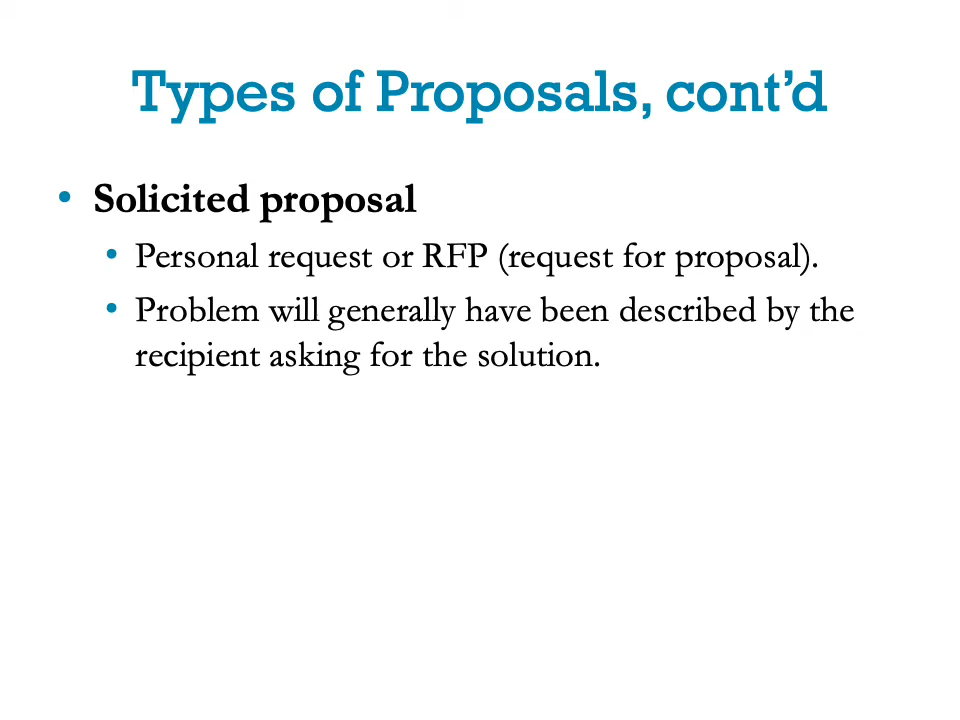 Types of Proposals, cont’d
• Solicited proposal
• Personal request or RFP (request for proposal).
• Problem will generally have been described by the
recipient asking for the solution.